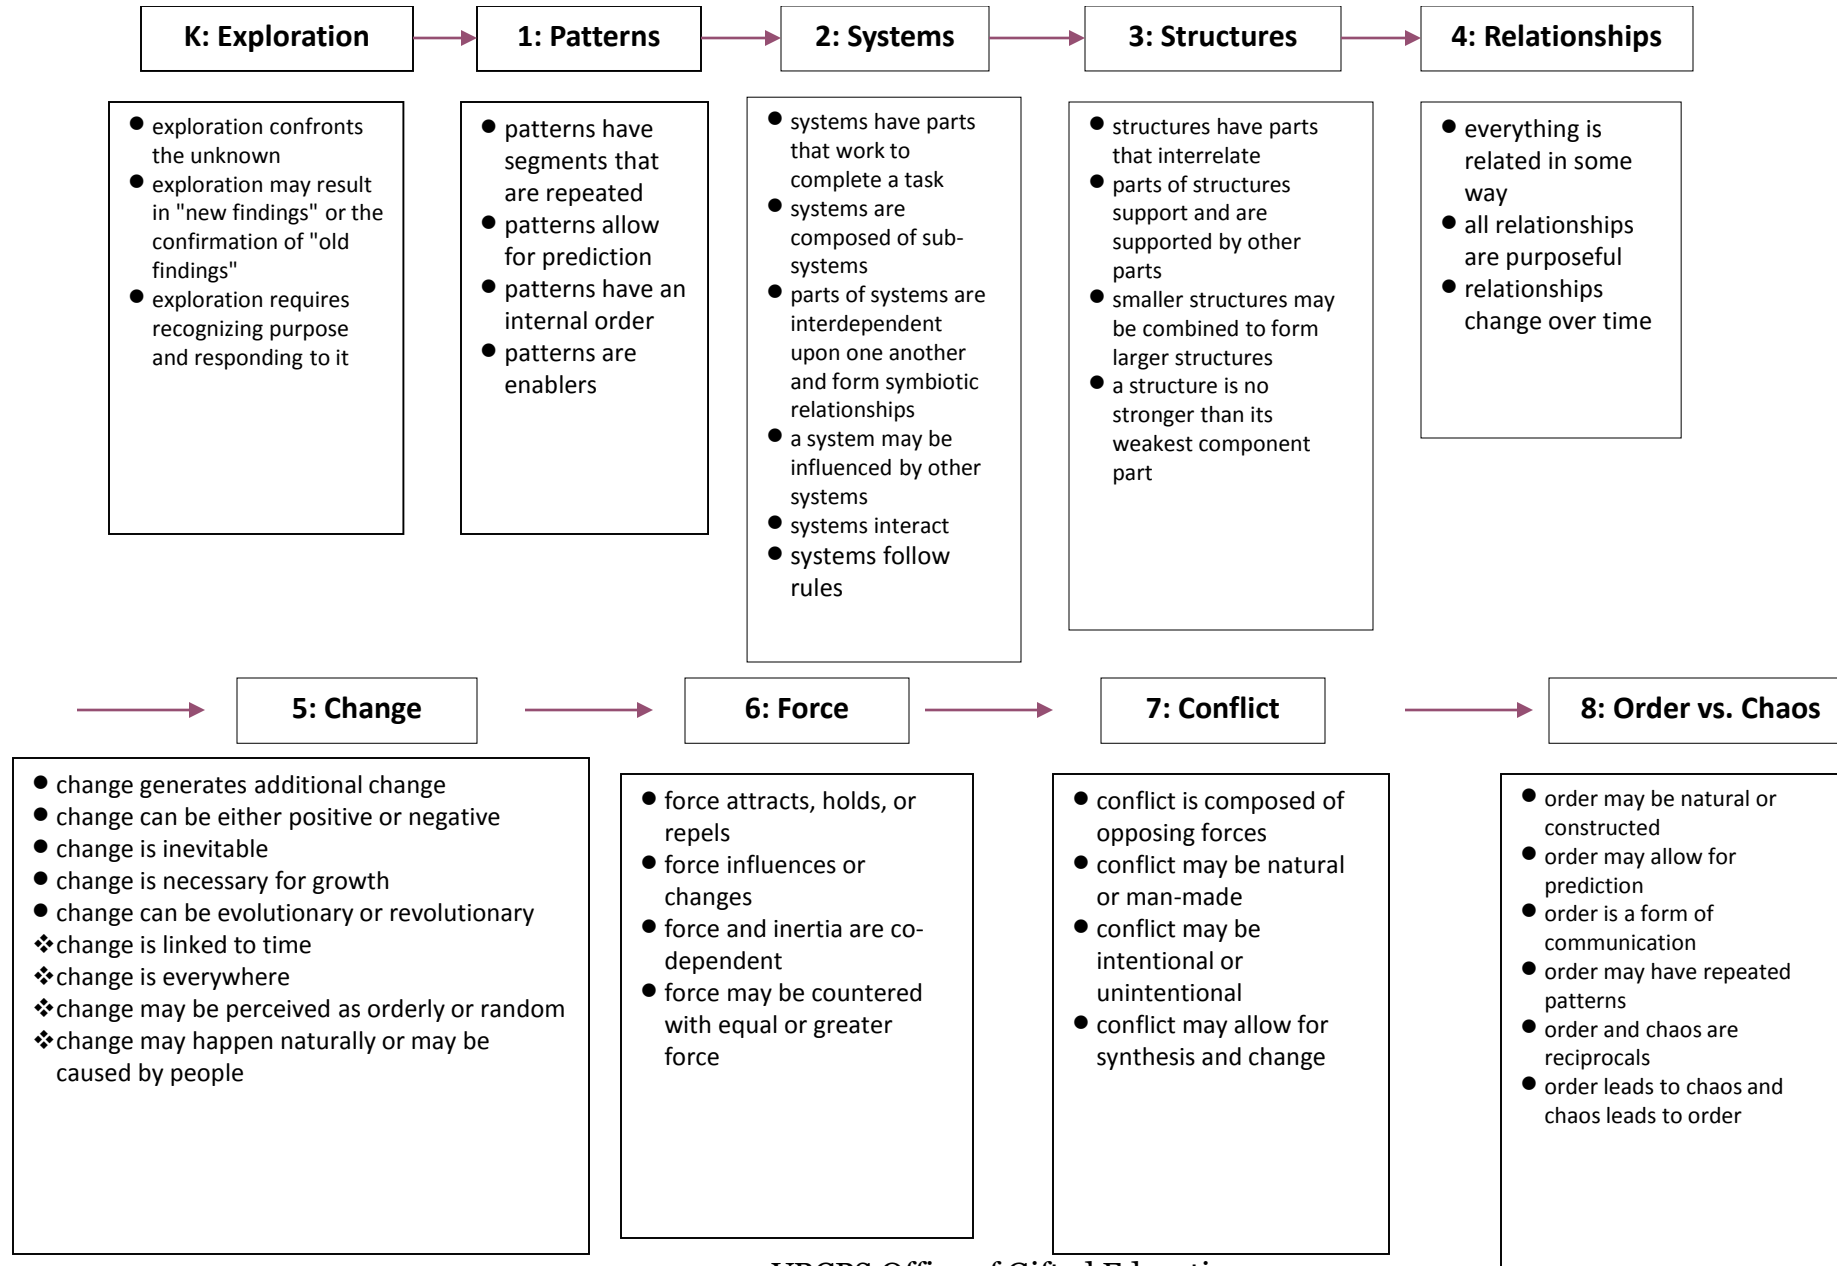 K: Exploration
1: Patterns
2: Systems
3: Structures
4: Relationships
● exploration confronts
the unknown
● exploration may result
in "new findings" or the
confirmation of "old
findings"
● exploration requires
recognizing purpose
and responding to it
● patterns have
segments that
are repeated
● patterns allow
for prediction
● patterns have an
internal order
● patterns are
enablers
● systems have parts
that work to
complete a task
● systems are
composed of sub-
systems
● parts of systems are
interdependent
upon one another
and form symbiotic
relationships
● a system may be
influenced by other
systems
● systems interact
● systems follow
rules
● structures have parts
that interrelate
● parts of structures
support and are
supported by other
parts
● smaller structures may
be combined to form
larger structures
● a structure is no
stronger than its
weakest component
part
● everything is
related in some
way
● all relationships
are purposeful
● relationships
change over time
5: Change
6: Force
7: Conflict
8: Order vs. Chaos
● change generates additional change
● change can be either positive or negative
● change is inevitable
● change is necessary for growth
● change can be evolutionary or revolutionary
❖change is linked to time
❖change is everywhere
❖change may be perceived as orderly or random
❖change may happen naturally or may be
caused by people
● force attracts, holds, or
repels
● force influences or
changes
● force and inertia are co-
dependent
● force may be countered
with equal or greater
force
● conflict is composed of
opposing forces
● conflict may be natural
or man-made
● conflict may be
intentional or
unintentional
● conflict may allow for
synthesis and change
● order may be natural or
constructed
● order may allow for
prediction
● order is a form of
communication
● order may have repeated
patterns
● order and chaos are
reciprocals
● order leads to chaos and
chaos leads to order
Office of Gifted